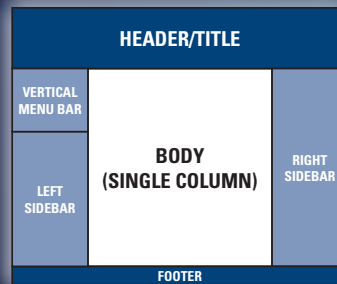 HEADER/TITLE
VERTICAL
MENU BAR
LEFT
SIDEBAR
BODY
(SINGLE COLUMN)
RIGHT
SIDEBAR
FOOTER